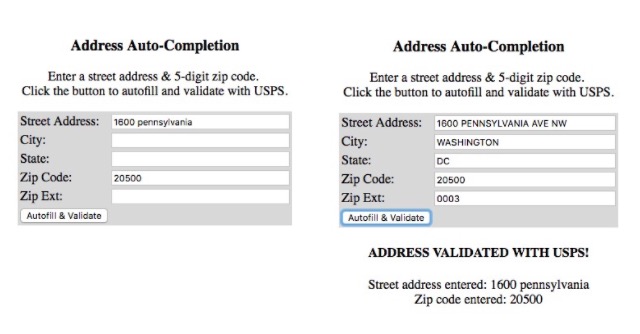 Address Auto-Completion
Enter a street address & 5-digit zip code.
Click the button to autofill and validate with USPS.
Street Address: 1600 pennsylvania
City:
State:
Zip Code: 20500
Zip Ext:
Autofill & Validate
Address Auto-Completion
Enter a street address & 5-digit zip code.
Click the button to autofill and validate with USPS.
Street Address: 1600 PENNSYLVANIA AVE NW
City: WASHINGTON
State: DC
Zip Code: 20500
Zip Ext: 0003
Autofill & Validate
ADDRESS VALIDATED WITH USPS!
Street address entered: 1600 pennsylvania
Zip code entered: 20500